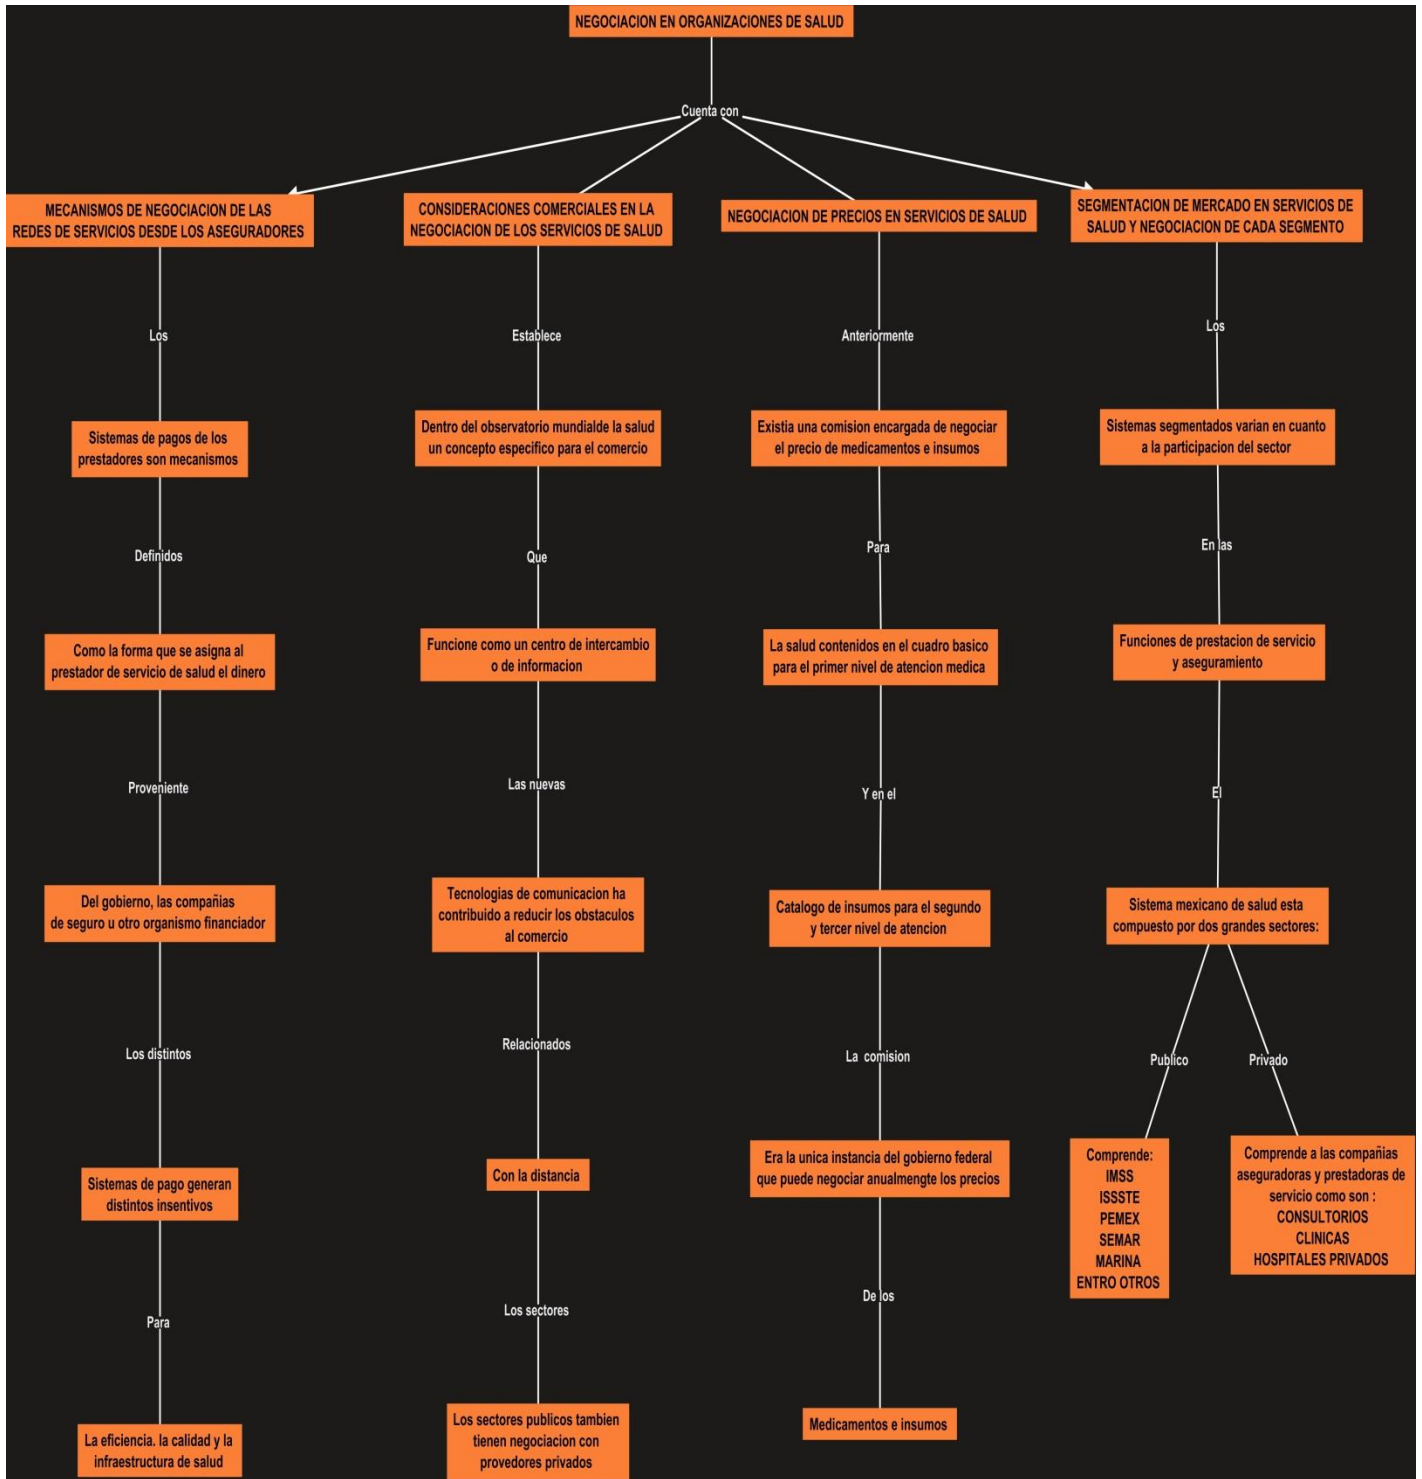 NEGOCIACION EN ORGANIZACIONES DE SALUD
Cuenta con
MECANISMOS DE NEGOCIACION DE LAS
REDES DE SERVICIOS DESDE LOS ASEGURADORES
Los
Sistemas de pagos de los
prestadores son mecanismos
Definidos
Como la forma que se asigna al
prestador de servicio de salud el dinero
Proveniente
Del gobierno, las compañias
de seguro u otro organismo financiador
Los distintos
Sistemas de pago generan
distintos insentivos
Para
La eficiencia. la calidad y la
infraestructura de salud
CONSIDERACIONES COMERCIALES EN LA
NEGOCIACION DE LOS SERVICIOS DE SALUD
Establece
Dentro del observatorio mundialde la salud
un concepto especifico para el comercio
Que
Funcione como un centro de intercambio
o de informacion
Las nuevas
Tecnologias de comunicacion ha
contribuido a reducir los obstaculos
al comercio
Relacionados
Con la distancia
Los sectores
Los sectores publicos tambien
tienen negociacion con
provedores privados
NEGOCIACION DE PRECIOS EN SERVICIOS DE SALUD
Anteriormente
Existia una comision encargada de negociar
el precio de medicamentos e insumos
Para
La salud contenidos en el cuadro basico
para el primer nivel de atencion medica
Y en el
Catalogo de insumos para el segundo
y tercer nivel de atencion
La comision
Era la unica instancia del gobierno federal
que puede negociar anualmengte los precios
De los
Medicamentos e insumos
SEGMENTACION DE MERCADO EN SERVICIOS DE
SALUD Y NEGOCIACION DE CADA SEGMENTO
Los
Sistemas segmentados varian en cuanto
a la participacion del sector
En las
Funciones de prestacion de servicio
y aseguramiento
El
Sistema mexicano de salud esta
compuesto por dos grandes sectores:
Publico
Comprende:
IMSS
ISSSTE
PEMEX
SEMAR
MARINA
ENTRO OTROS
Privado
Comprende a las compañias
aseguradoras y prestadoras de
servicio como son :
CONSULTORIOS
CLINICAS
HOSPITALES PRIVADOS